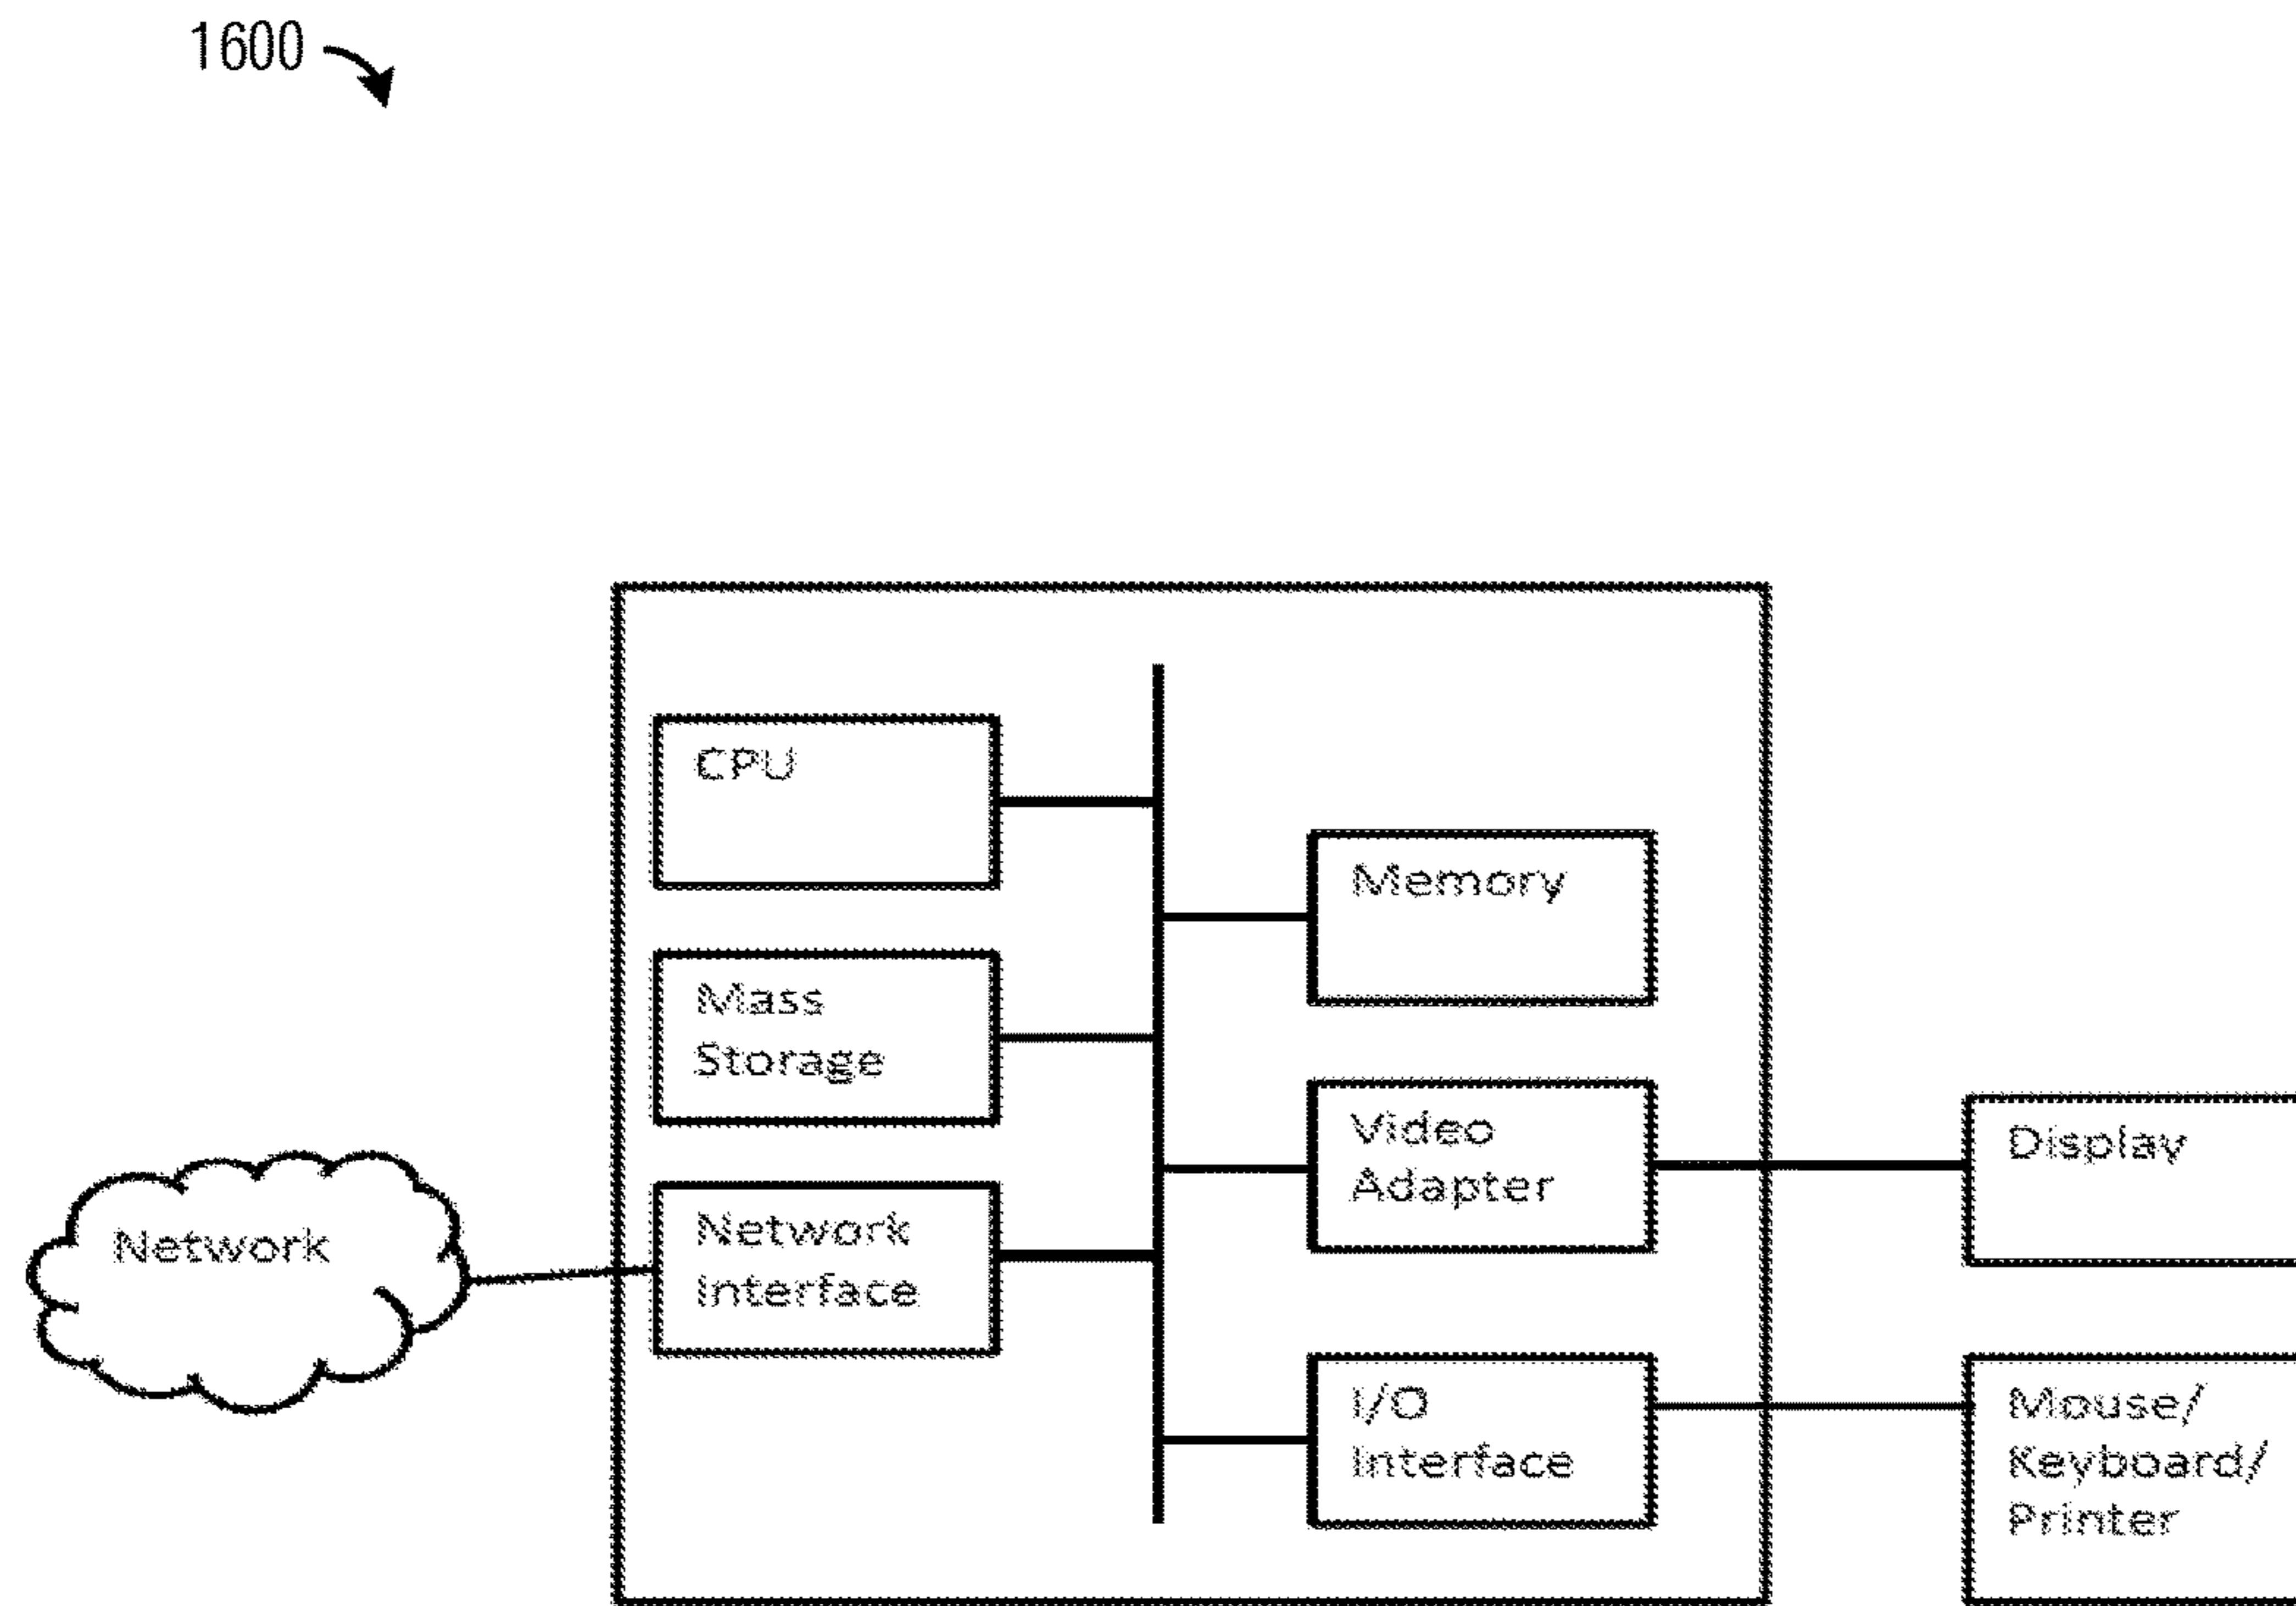 1600
CPU
Memory
Mass
Storage
Video
Adapter
Display
Network
Network
Interface
I/O
Interface
Mouse/
Keyboard/
Printer